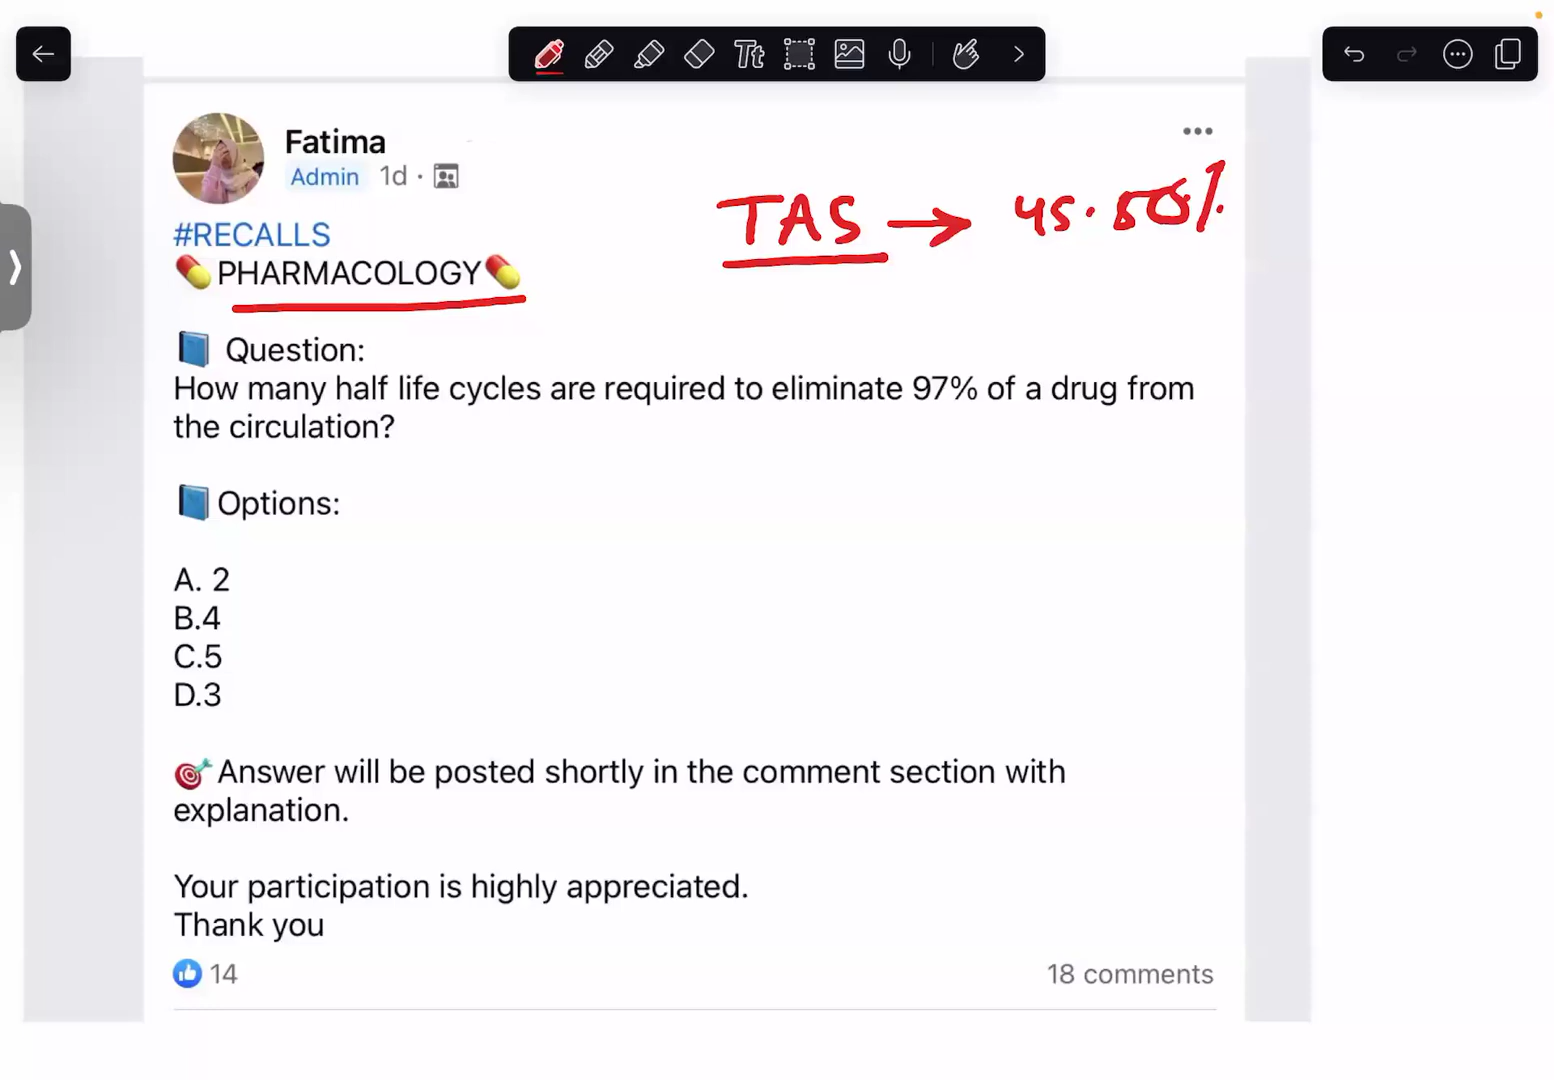 Tt
Fatima
Admin 1d ·
#RECALLS
PHARMACOLOGY
TAS → 45.50%
Question:
How many half life cycles are required to eliminate 97% of a drug from
the circulation?
Options:
A. 2
B.4
C.5
D.3
Answer will be posted shortly in the comment section with
explanation.
Your participation is highly appreciated.
Thank you
14
18 comments